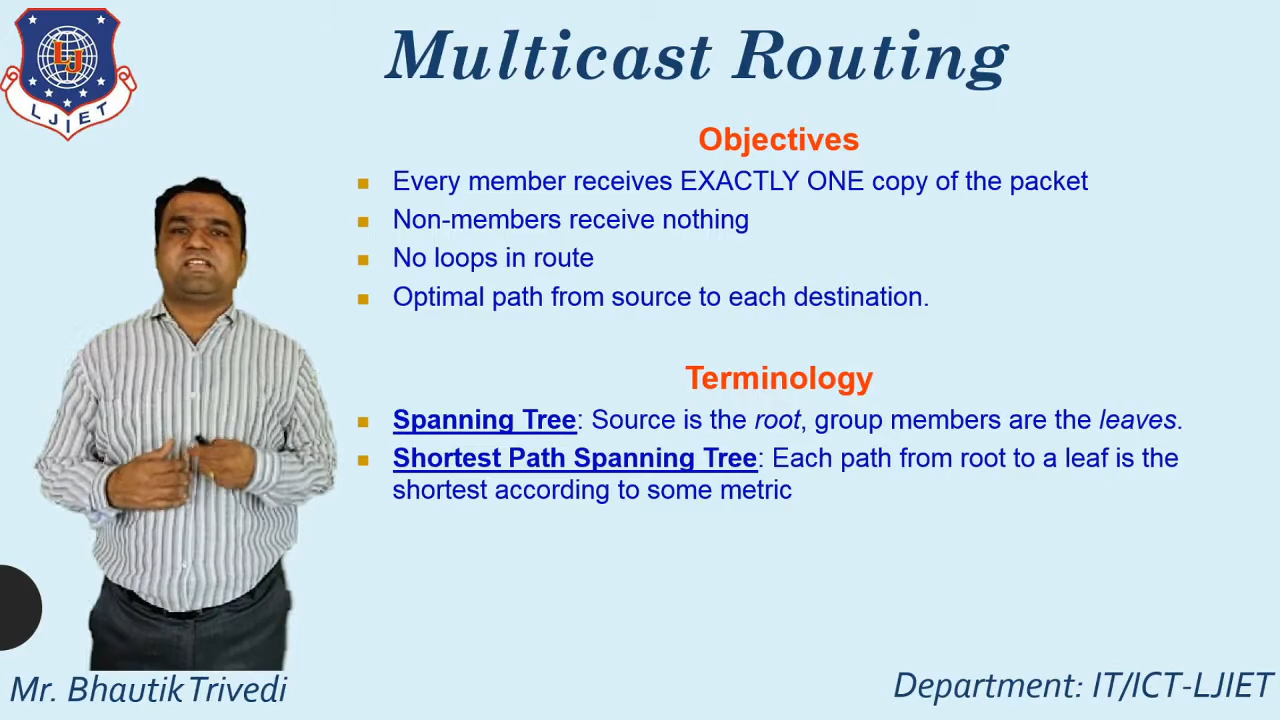 Multicast Routing
LJ
LJIET
Objectives
Every member receives EXACTLY ONE copy of the packet
Non-members receive nothing
No loops in route
Optimal path from source to each destination.
Terminology
Spanning Tree: Source is the root, group members are the leaves.
Shortest Path Spanning Tree: Each path from root to a leaf is the
shortest according to some metric
Mr. Bhautik Trivedi
Department: IT/ICT-LJIET